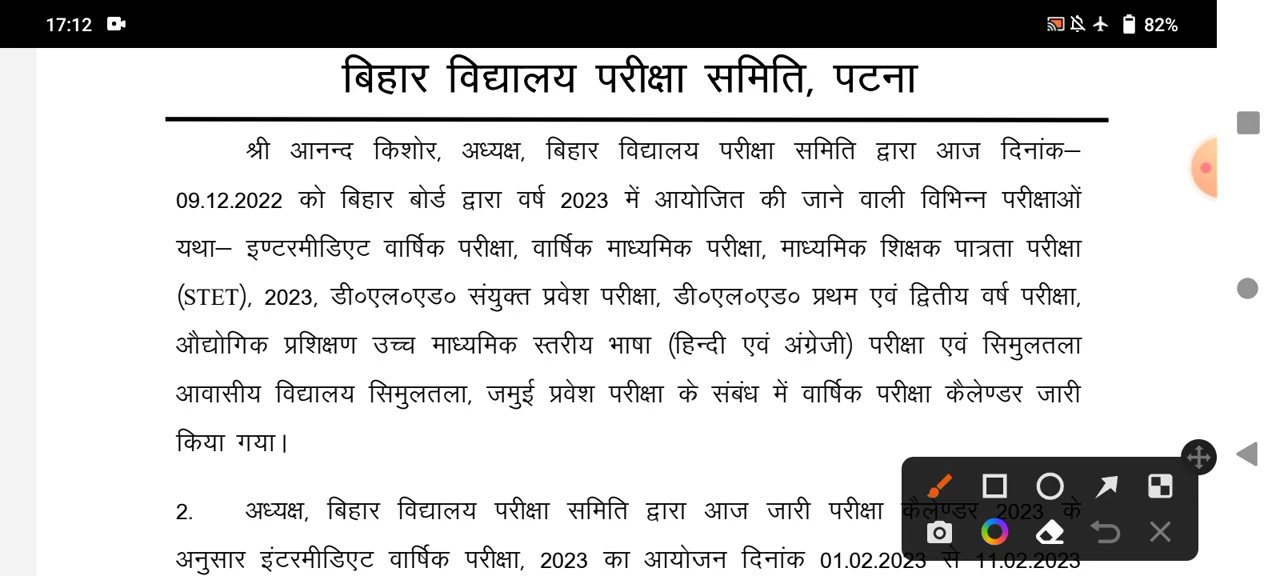 17:12
82%
बिहार विद्यालय परीक्षा समिति, पटना
श्री आनन्द किशोर, अध्यक्ष, बिहार विद्यालय परीक्षा समिति द्वारा आज दिनांक–
09.12.2022 को बिहार बोर्ड द्वारा वर्ष 2023 में आयोजित की जाने वाली विभिन्न परीक्षाओं
यथा– इण्टरमीडिएट वार्षिक परीक्षा, वार्षिक माध्यमिक परीक्षा, माध्यमिक शिक्षक पात्रता परीक्षा
(STET), 2023, डी०एल०एड० संयुक्त प्रवेश परीक्षा, डी०एल०एड० प्रथम एवं द्वितीय वर्ष परीक्षा,
औद्योगिक प्रशिक्षण उच्च माध्यमिक स्तरीय भाषा (हिन्दी एवं अंग्रेजी) परीक्षा एवं सिमुलतला
आवासीय विद्यालय सिमुलतला, जमुई प्रवेश परीक्षा के संबंध में वार्षिक परीक्षा कैलेण्डर जारी
किया गया।
2. अध्यक्ष, बिहार विद्यालय परीक्षा समिति द्वारा आज जारी परीक्षा कैलेण्डर 2023 के
अनुसार इंटरमीडिएट वार्षिक परीक्षा, 2023 का आयोजन दिनांक 01.02.2023 से 11.02.2023